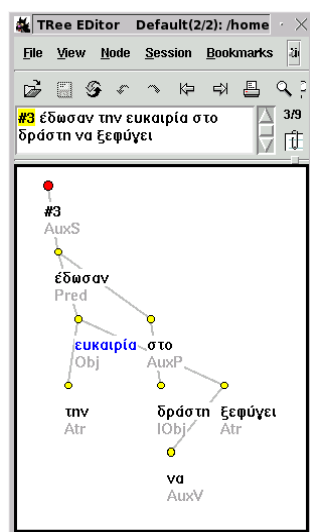 TRee EDitor Default(2/2): /home
File View Node Session Bookmarks
#3 έδωσαν την ευκαιρία στο 3/9
δράστη να ξεφύγει
#3
AuxS
έδωσαν
Pred
ευκαιρία στο
Obj AuxP
την δράστη ξεφύγει
Atr IObj Atr
να
AuxV